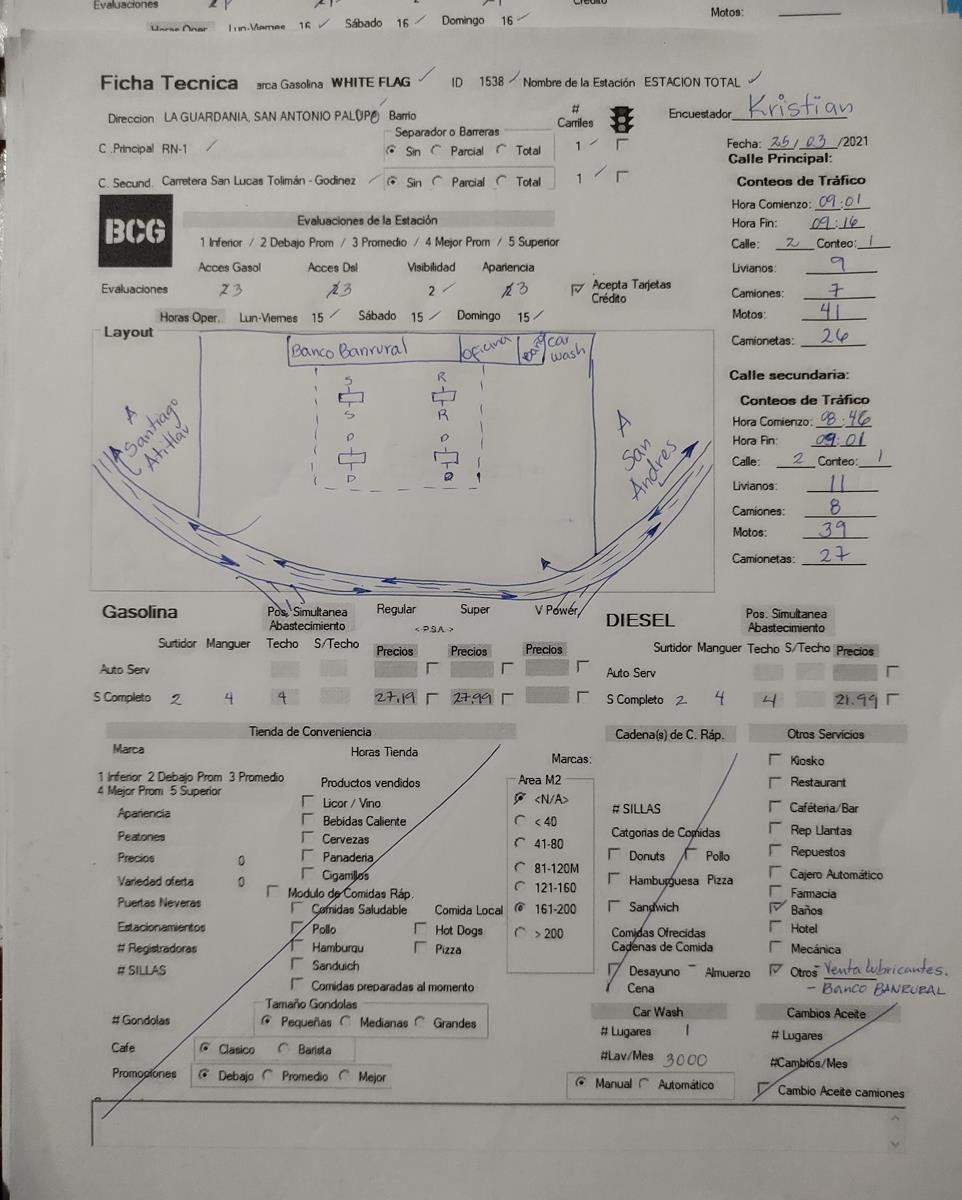 Evaluaciones
Credito
Motos:
Horas Oper Lun-Viernes 16 Sábado 16 Domingo 16
Ficha Tecnica arca Gasolina WHITE FLAG ID 1538 Nombre de la Estación ESTACION TOTAL
Encuestador Kristian
Direccion LA GUARDANIA, SAN ANTONIO PALOPO Barrio
# Carriles
Fecha: 25/03/2021
Separador o Barreras
C .Principal RN-1 Sin Parcial Total 1
C. Secund. Carretera San Lucas Tolimán - Godinez Sin Parcial Total 1
Calle Principal:
Conteos de Tráfico
Hora Comienzo: 09:01
Hora Fin: 09:16
Calle: 2 Conteo: 1
Livianos: 9
Camiones: 7
Motos: 41
Camionetas: 26
BCG
Evaluaciones de la Estación
1 Inferior / 2 Debajo Prom / 3 Promedio / 4 Mejor Prom / 5 Superior
Acces Gasol Acces Dsl Visibilidad Apariencia
Evaluaciones 3 3 2 3
Acepta Tarjetas
Crédito
Horas Oper. Lun-Viernes 15 Sábado 15 Domingo 15
Layout
Banco Banrural oficina car wash
S R
S R
D D
D D
A Santiago Atitlav
A San Andres
Calle secundaria:
Conteos de Tráfico
Hora Comienzo: 08:46
Hora Fin: 09:01
Calle: 2 Conteo: 1
Livianos: 11
Camiones: 8
Motos: 39
Camionetas: 27
Gasolina
Pos. Simultanea
Abastecimiento
Regular Super V Power
<-P.S.A.->
Surtidor Manguer Techo S/Techo Precios Precios Precios
Auto Serv
S Completo 2 4 4 27.19 27.99
DIESEL
Pos. Simultanea
Abastecimiento
Surtidor Manguer Techo S/Techo Precios
Auto Serv
S Completo 2 4 4 21.99
Tienda de Conveniencia
Marca
Horas Tienda
1 Inferior 2 Debajo Prom 3 Promedio
4 Mejor Prom 5 Superior
Apariencia
Peatones
Precios 0
Variedad oferta 0
Puertas Neveras
Estacionamientos
# Registradoras
# SILLAS
Productos vendidos
Licor / Vino
Bebidas Caliente
Cervezas
Panaderia
Cigarrillos
Modulo de Comidas Ráp.
Comidas Saludable Comida Local
Pollo Hot Dogs
Hamburgu Pizza
Sanduich
Comidas preparadas al momento
Marcas:
Area M2
<N/A>
< 40
41-80
81-120M
121-160
161-200
> 200
# Gondolas
Tamaño Gondolas
Pequeñas Medianas Grandes
Cafe Clasico Barista
Promociones Debajo Promedio Mejor
Cadena(s) de C. Ráp.
# SILLAS
Catgorias de Comidas
Donuts Pollo
Hamburguesa Pizza
Sandwich
Comidas Ofrecidas
Cadenas de Comida
Desayuno Almuerzo
Cena
Car Wash
# Lugares 1
#Lav/Mes 3000
Manual Automático
Otros Servicios
Kiosko
Restaurant
Caféteria/Bar
Rep Llantas
Repuestos
Cajero Automático
Farmacia
Baños
Hotel
Mecánica
Otros Venta lubricantes.
- Banco BANRURAL
Cambios Aceite
# Lugares
#Cambios/Mes
Cambio Aceite camiones